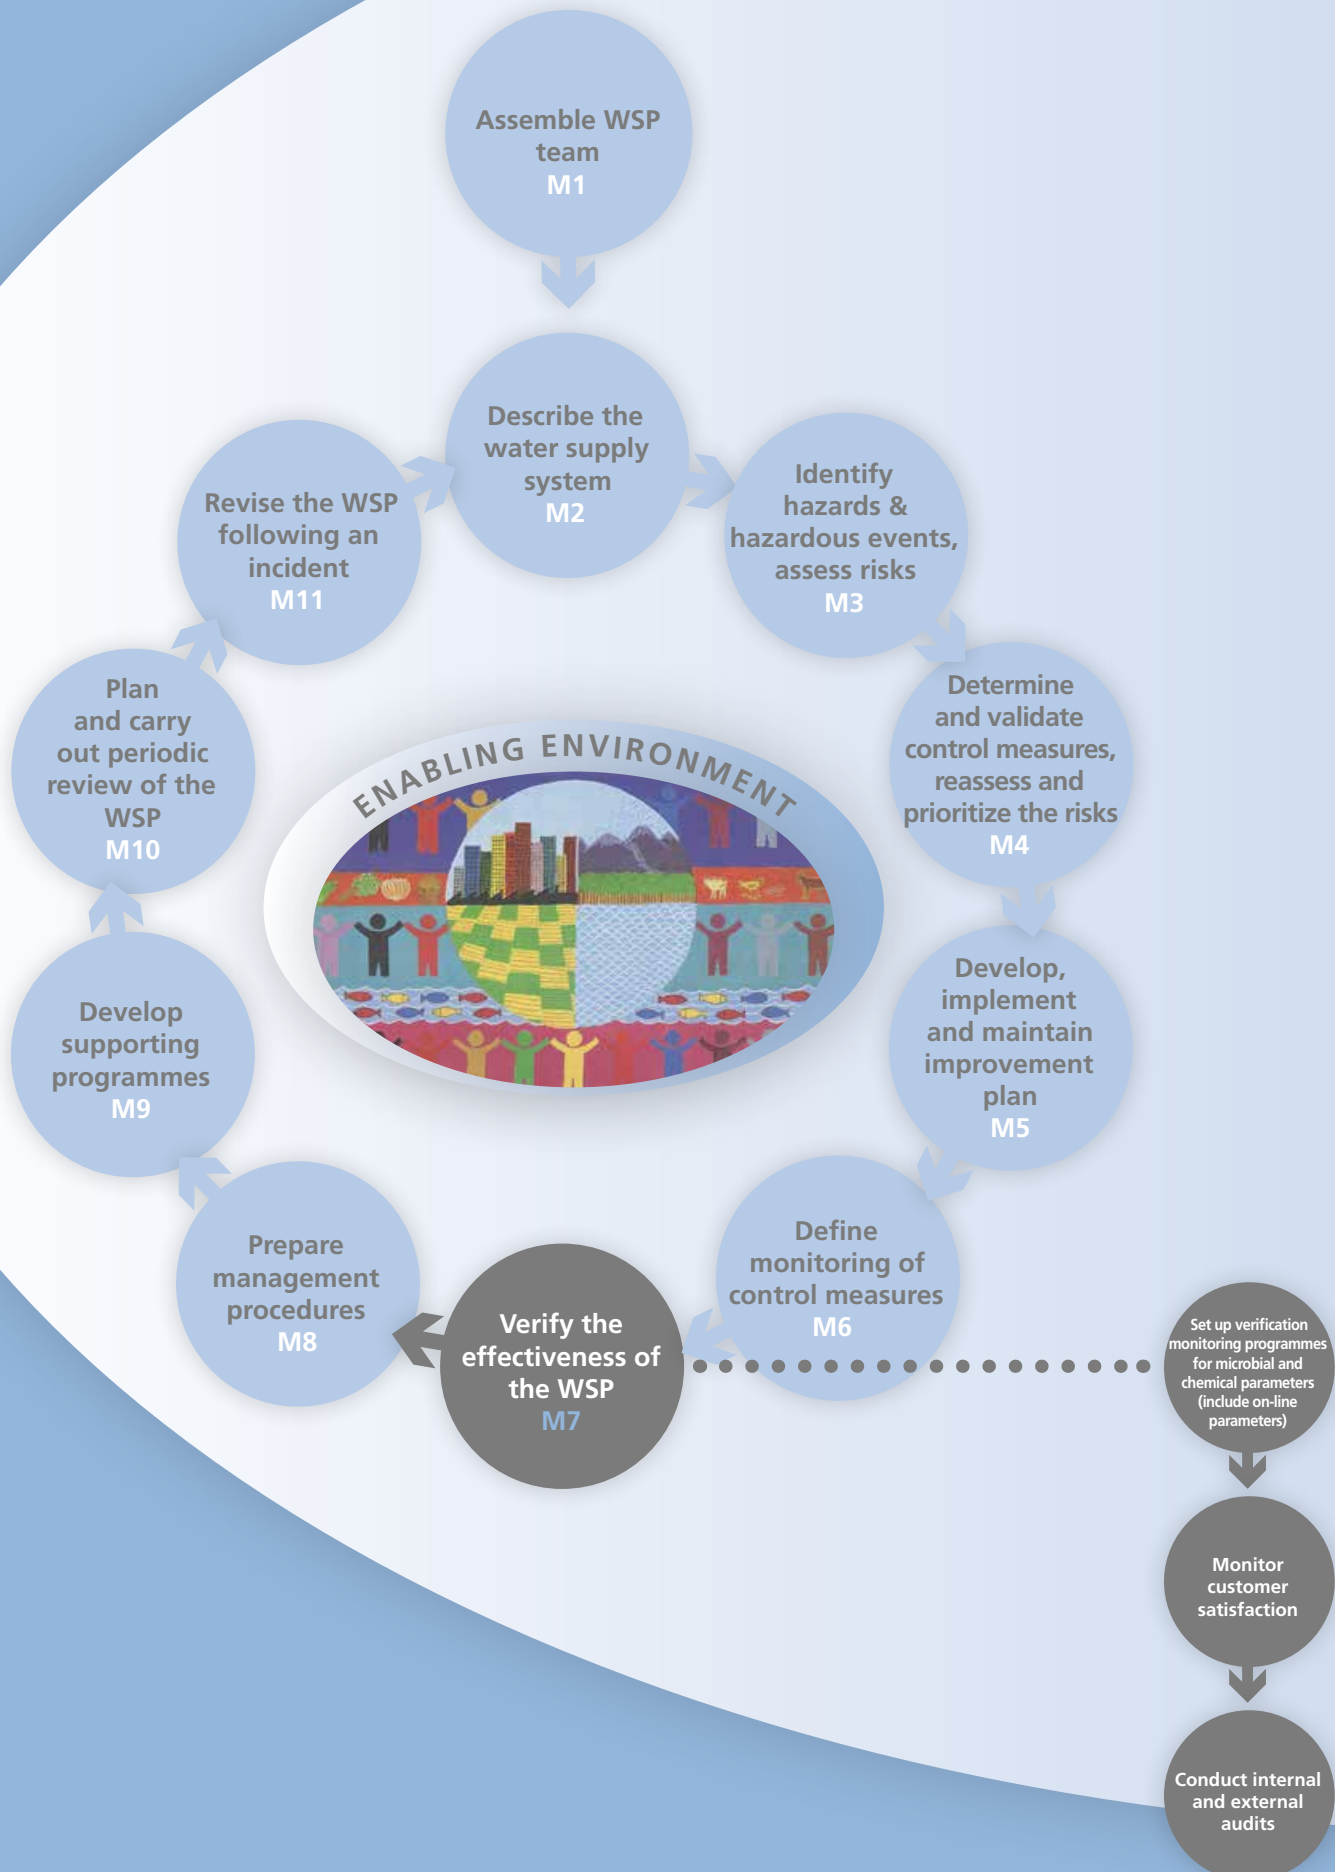 Assemble WSP
team
M1
Describe the
water supply
system
M2
Identify
hazards &
hazardous events,
assess risks
M3
Determine
and validate
control measures,
reassess and
prioritize the risks
M4
Develop,
implement
and maintain
improvement
plan
M5
Define
monitoring of
control measures
M6
Verify the
effectiveness of
the WSP
M7
Prepare
management
procedures
M8
Develop
supporting
programmes
M9
Plan
and carry
out periodic
review of the
WSP
M10
Revise the WSP
following an
incident
M11
ENABLING ENVIRONMENT
Set up verification
monitoring programmes
for microbial and
chemical parameters
(include on-line
parameters)
Monitor
customer
satisfaction
Conduct internal
and external
audits